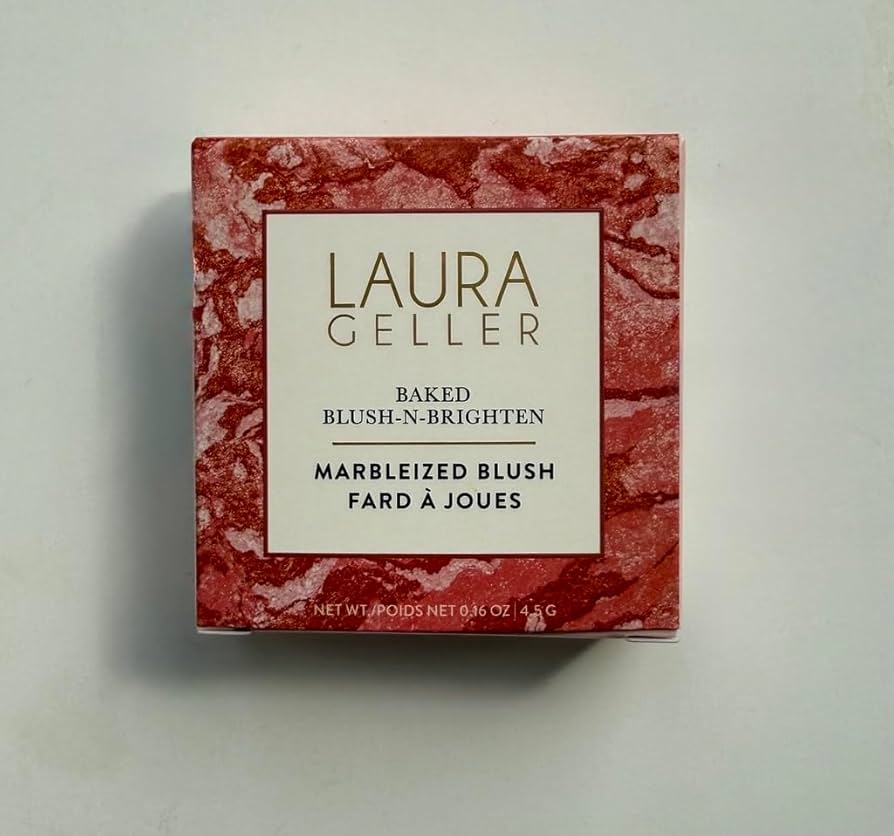 LAURA
GELLER
BAKED
BLUSH-N-BRIGHTEN
MARBLEIZED BLUSH
FARD À JOUES
NET WT./POIDS NET 0.16 OZ | 4.5 G